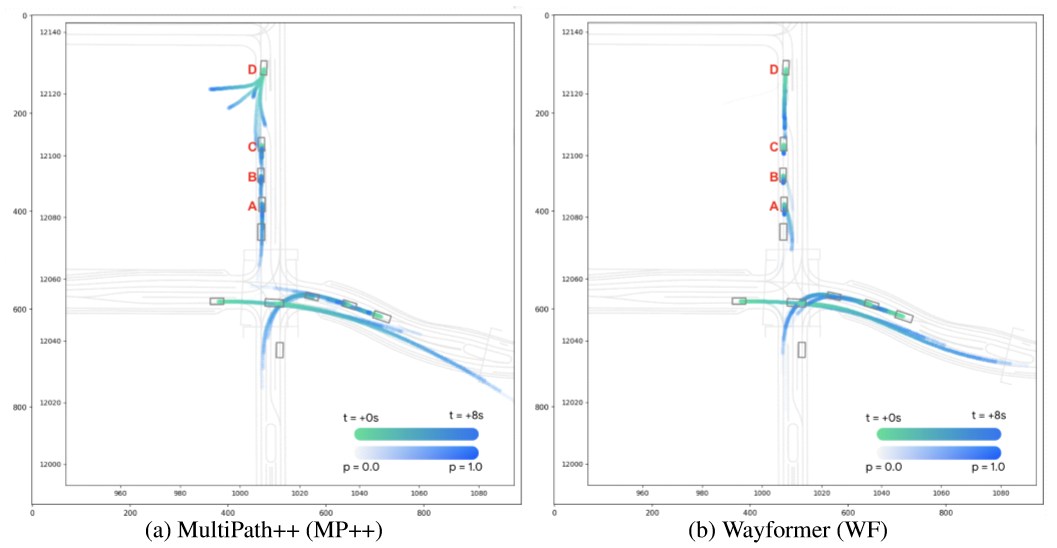 0
200
400
600
800
12140
12120
12100
12080
12060
12040
12020
12000
D
C
B
A
t = +0s t = +8s
p = 0.0 p = 1.0
960 980 1000 1020 1040 1060 1080
0 200 400 600 800
(a) MultiPath++ (MP++)
0
200
400
600
800
12140
12120
12100
12080
12060
12040
12020
12000
D
C
B
A
t = +0s t = +8s
p = 0.0 p = 1.0
960 980 1000 1020 1040 1060 1080
0 200 400 600 800
(b) Wayformer (WF)